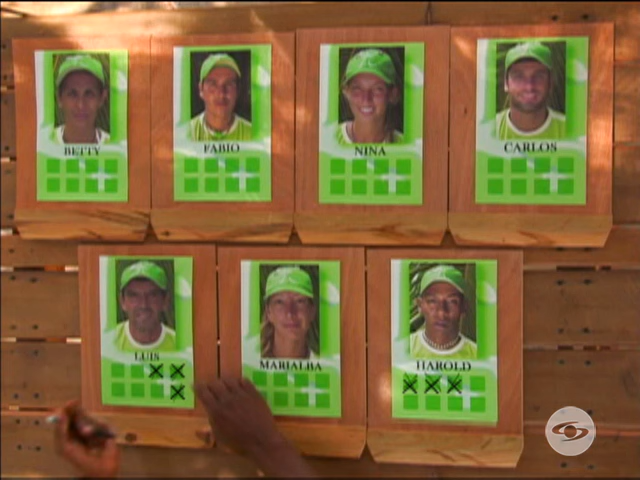 BETTY
FABIO
NINA
CARLOS
LUIS
MARIALBA
HAROLD